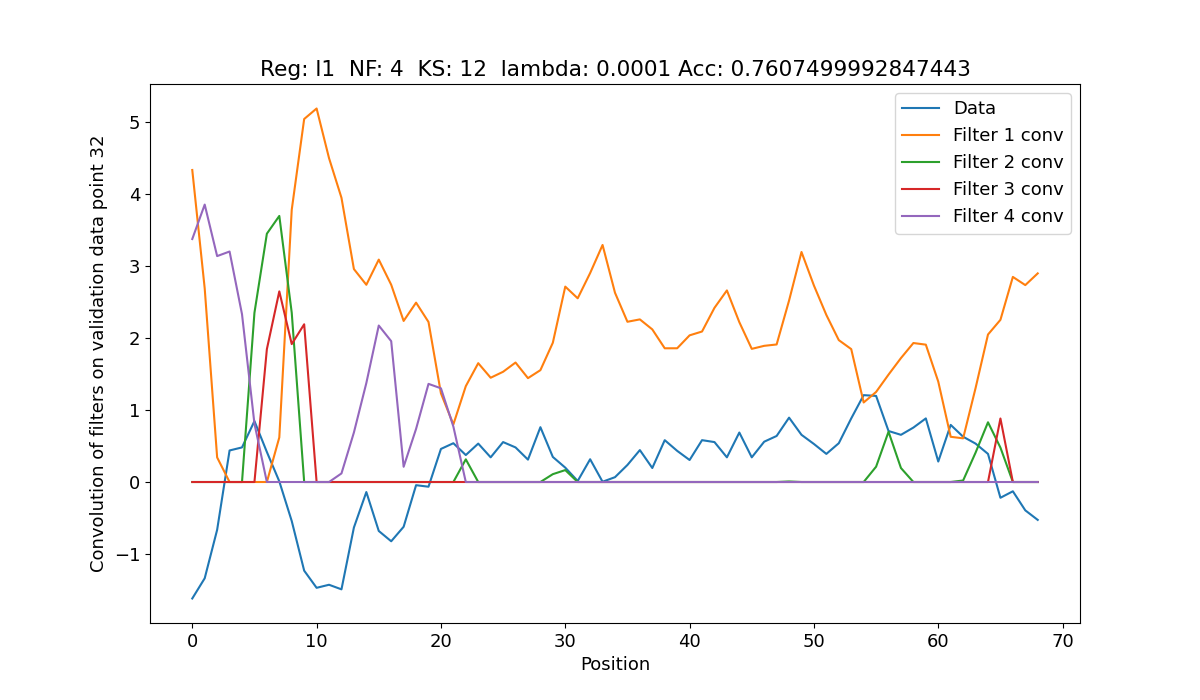 Reg: l1  NF: 4  KS: 12  lambda: 0.0001 Acc: 0.7607499992847443
Convolution of filters on validation data point 32
5
4
3
2
1
0
−1
Data
Filter 1 conv
Filter 2 conv
Filter 3 conv
Filter 4 conv
0 10 20 30 40 50 60 70
Position